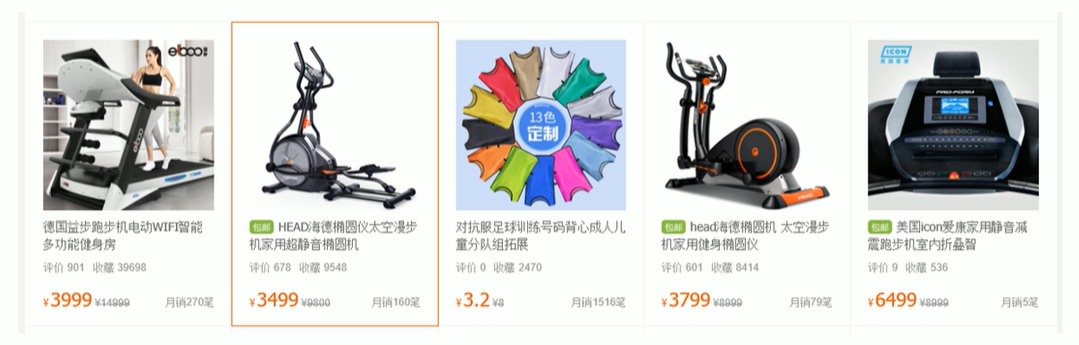 elboo
elboo
13色
定制
ICON
爱康家康
PRO-FORM
德国益步跑步机电动WIFI智能
多功能健身房
评价 901 收藏 39698
¥3999 ¥14999 月销270笔
包邮 HEAD海德椭圆仪太空漫步
机家用超静音椭圆机
评价 678 收藏 9548
¥3499 ¥9800 月销160笔
对抗服足球训练号码背心成人儿
童分队组拓展
评价 0 收藏 2470
¥3.2 ¥8 月销1516笔
包邮 head海德椭圆机 太空漫步
机家用健身椭圆仪
评价 601 收藏 8414
¥3799 ¥8999 月销79笔
包邮 美国icon爱康家用静音减
震跑步机室内折叠智
评价 9 收藏 536
¥6499 ¥8999 月销5笔